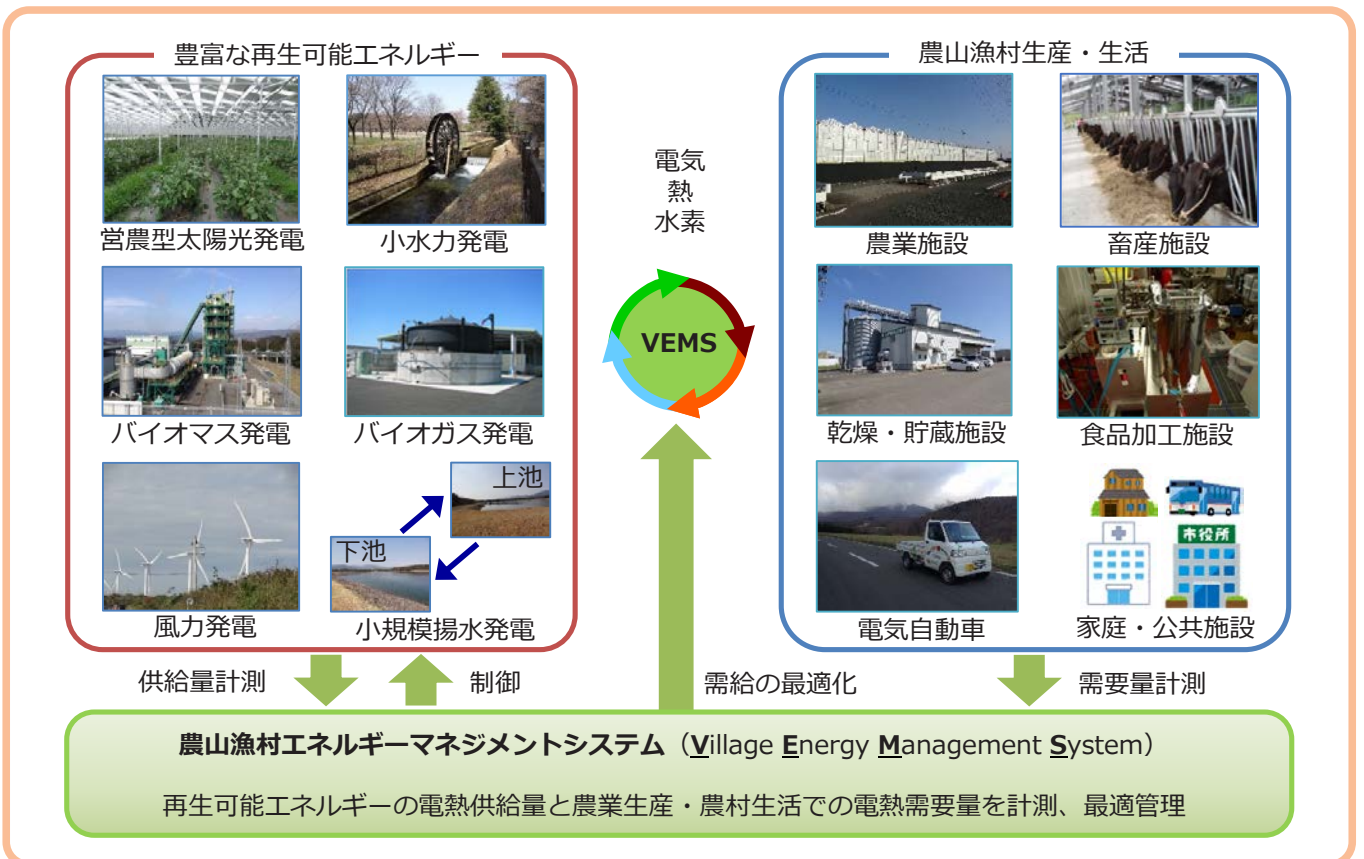 豊富な再生可能エネルギー
営農型太陽光発電
小水力発電
バイオマス発電
バイオガス発電
上池
下池
風力発電
小規模揚水発電
電気
熱
水素
VEMS
農山漁村生産・生活
農業施設
畜産施設
乾燥・貯蔵施設
食品加工施設
市役所
電気自動車
家庭・公共施設
供給量計測
制御
需給の最適化
需要量計測
農山漁村エネルギーマネジメントシステム（Village Energy Management System）
再生可能エネルギーの電熱供給量と農業生産・農村生活での電熱需要量を計測、最適管理